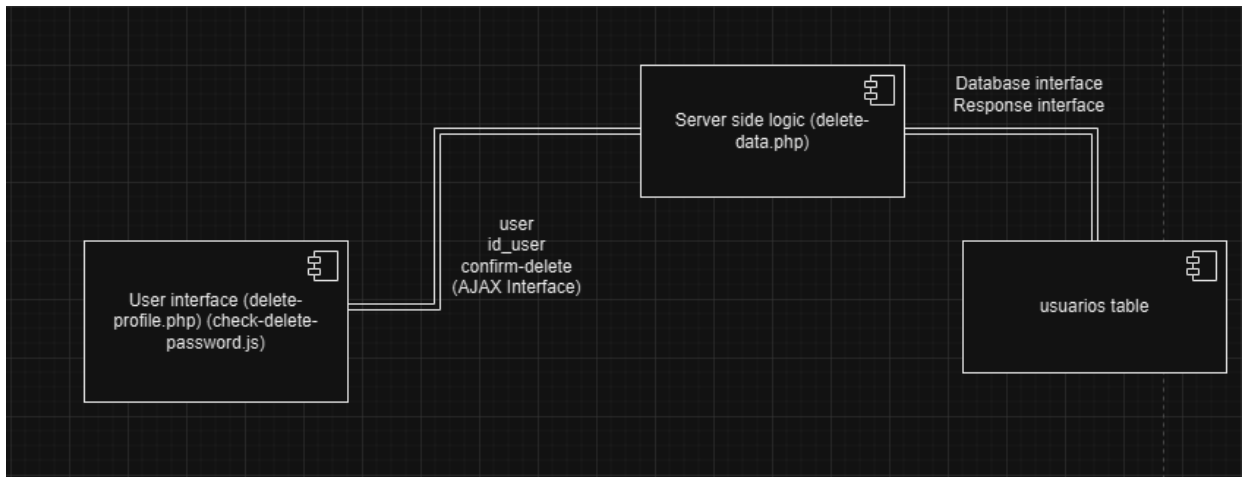 Database interface
Response interface
Server side logic (delete-
data.php)
user
id_user
confirm-delete
(AJAX Interface)
User interface (delete-
profile.php) (check-delete-
password.js)
usuarios table